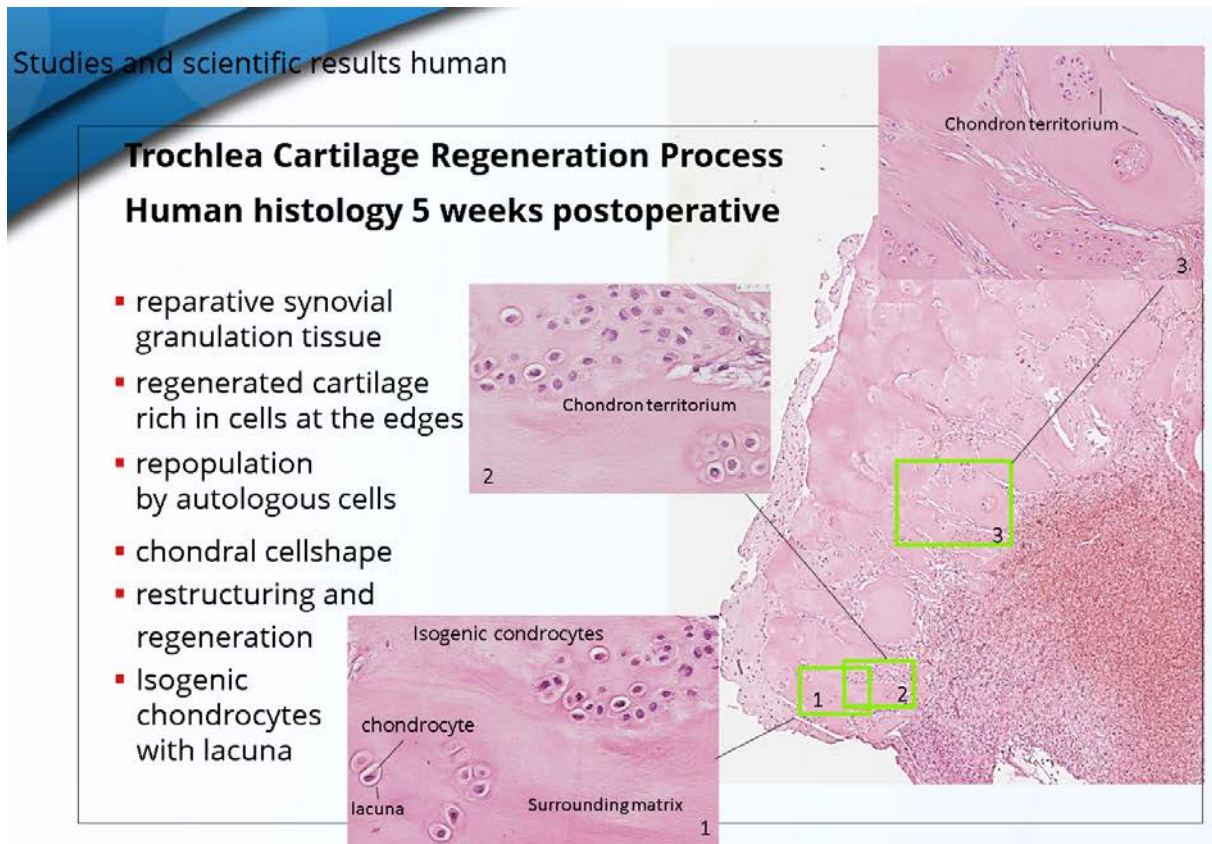 Studies and scientific results human
Trochlea Cartilage Regeneration Process
Human histology 5 weeks postoperative
▪ reparative synovial
granulation tissue
▪ regenerated cartilage
rich in cells at the edges
▪ repopulation
by autologous cells
▪ chondral cellshape
▪ restructuring and
regeneration
▪ Isogenic
chondrocytes
with lacuna
Chondron territorium
3
Chondron territorium
2
3
1
2
Isogenic condrocytes
chondrocyte
lacuna
Surrounding matrix
1